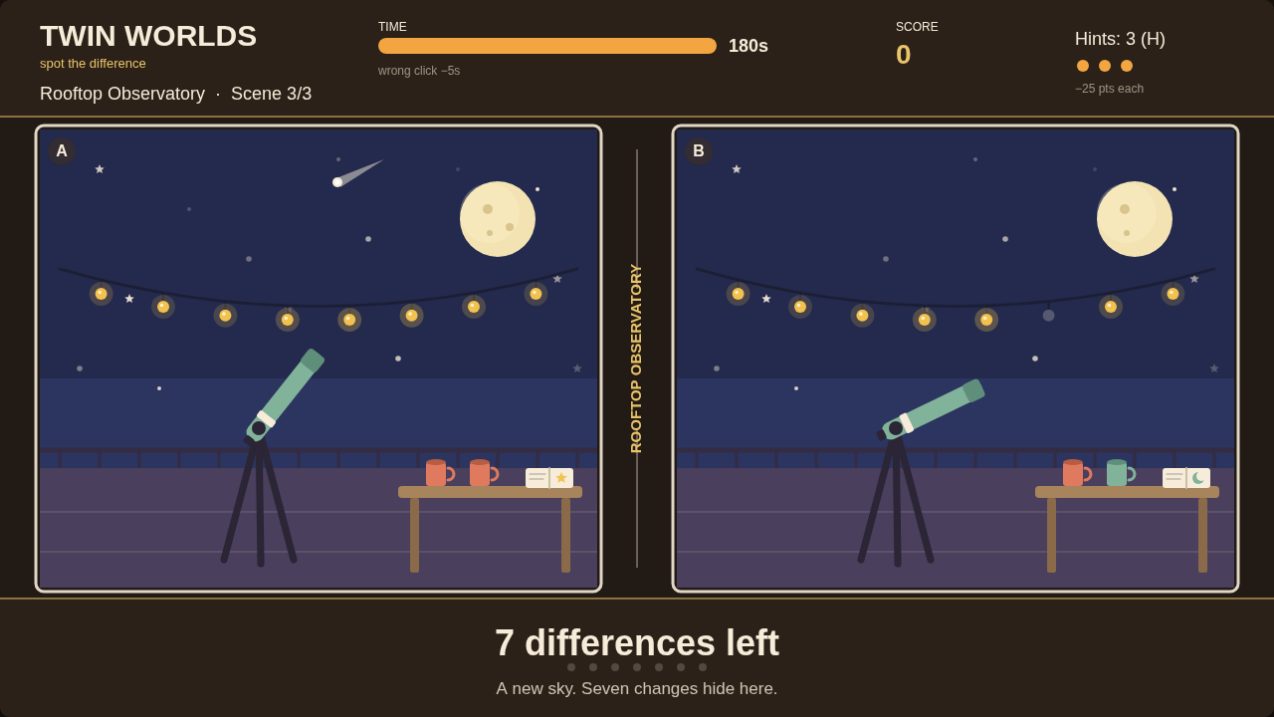 TWIN WORLDS
spot the difference
Rooftop Observatory · Scene 3/3
TIME
180s
wrong click −5s
SCORE
0
Hints: 3 (H)
−25 pts each
A
B
ROOFTOP OBSERVATORY
7 differences left
A new sky. Seven changes hide here.